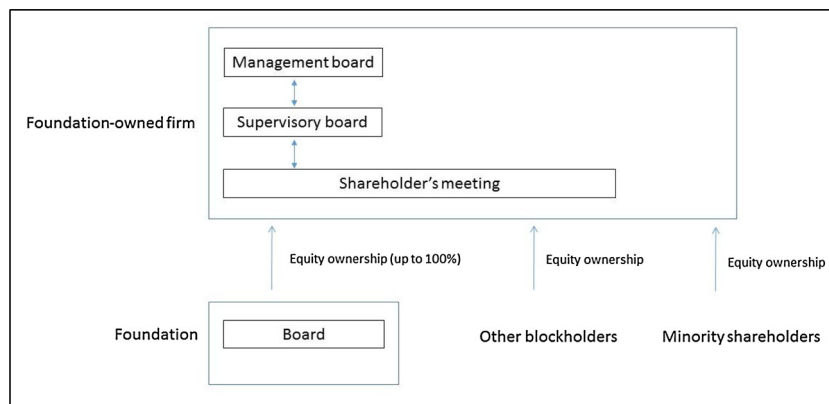 Management board
Foundation-owned firm
Supervisory board
Shareholder's meeting
Equity ownership (up to 100%)
Equity ownership
Equity ownership
Foundation
Board
Other blockholders
Minority shareholders